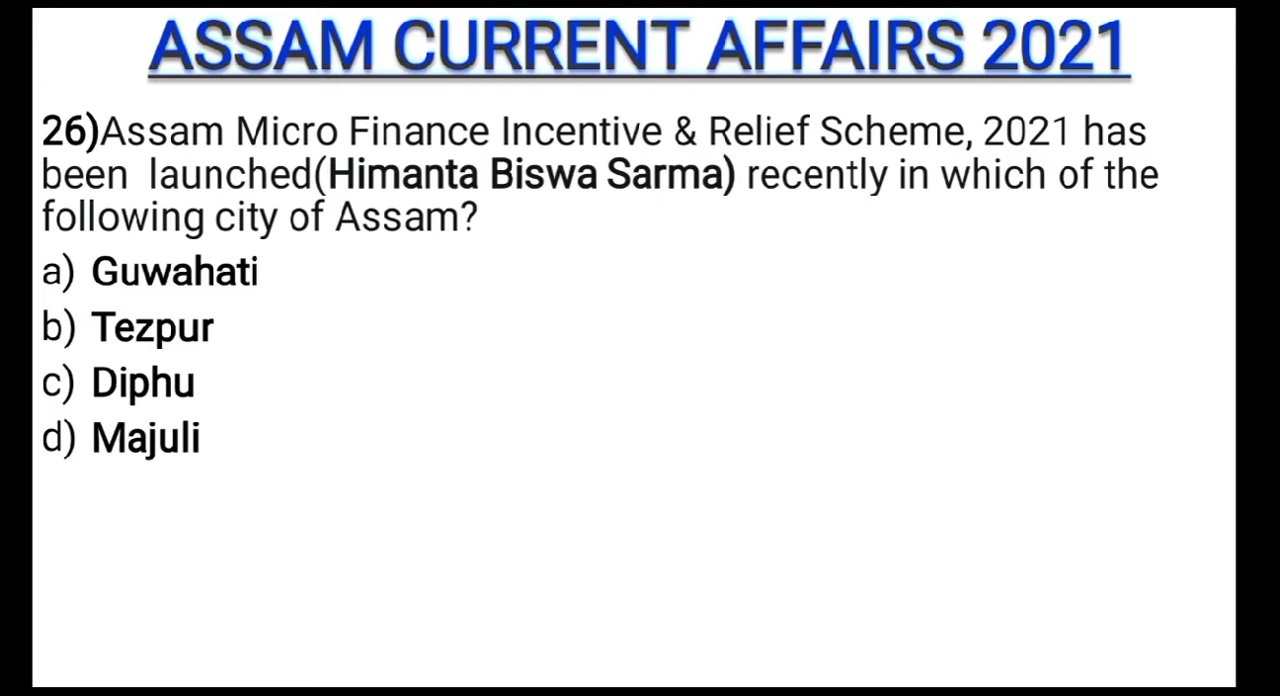 ASSAM CURRENT AFFAIRS 2021
26)Assam Micro Finance Incentive & Relief Scheme, 2021 has
been launched(Himanta Biswa Sarma) recently in which of the
following city of Assam?
a) Guwahati
b) Tezpur
c) Diphu
d) Majuli